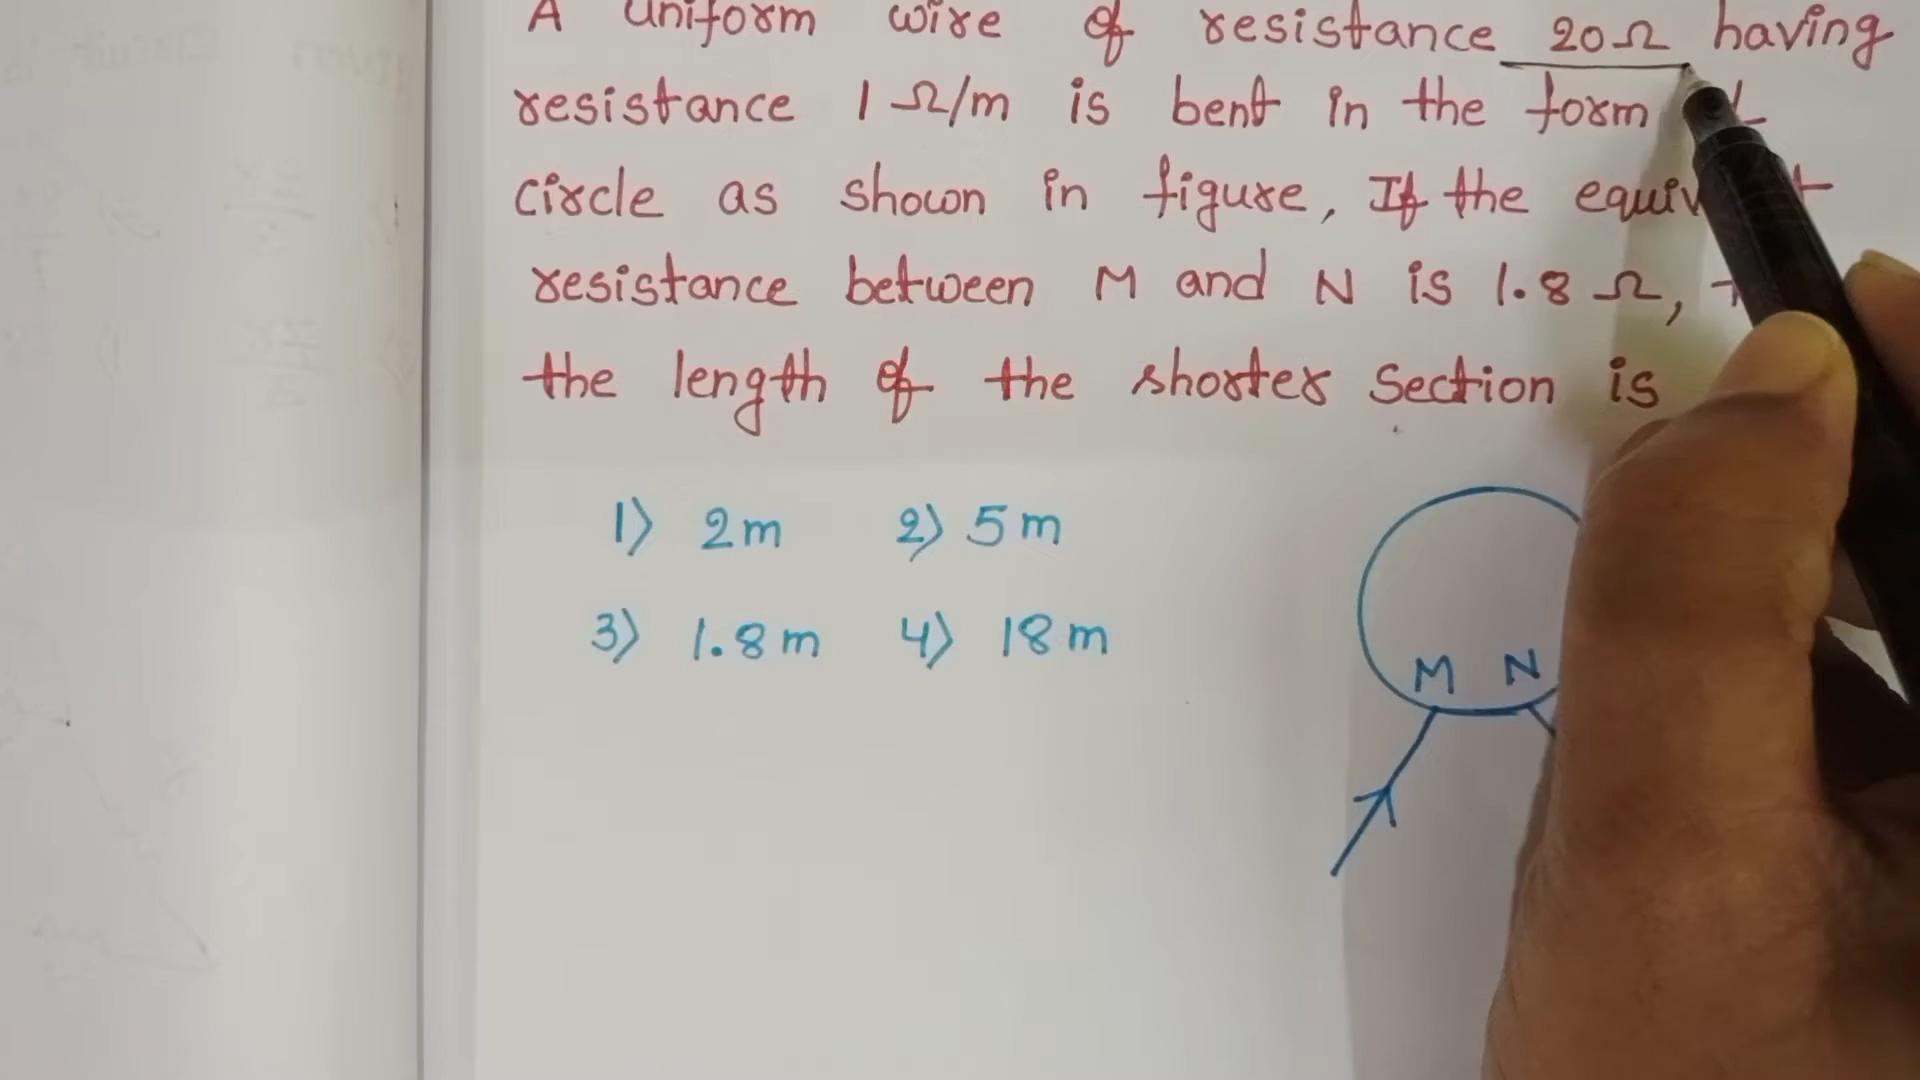 A uniform wire of resistance 20Ω having
resistance 1 Ω/m is bent in the form
circle as shown in figure, If the
resistance between M and N is 1.8 Ω,
the length of the shorter section is
1) 2m 2) 5m
3) 1.8m 4) 18m
M N